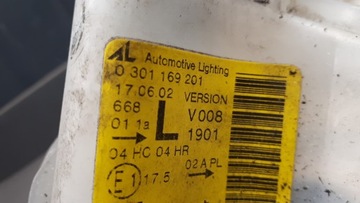 AL Automotive Lighting
0 301 169 201
17.06.02 VERSION
668 L V008
01 1a 1901
04 HC 04 HR
02 A PL
E1 17.5